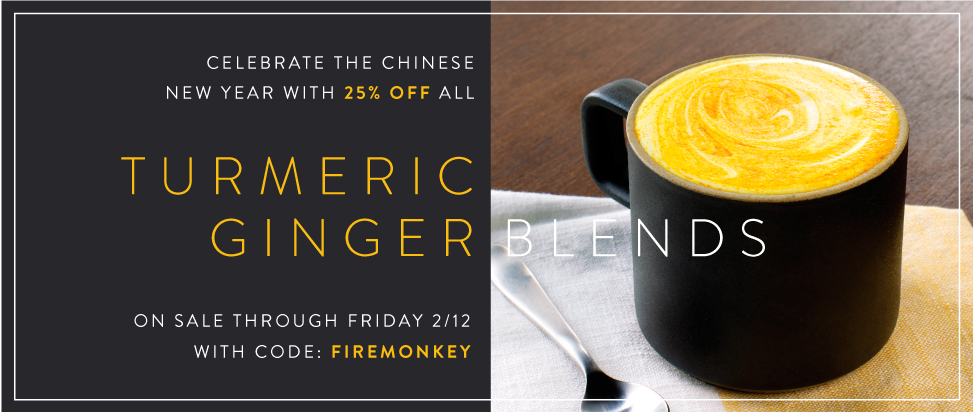 CELEBRATE THE CHINESE
NEW YEAR WITH 25% OFF ALL
TURMERIC
GINGER BLENDS
ON SALE THROUGH FRIDAY 2/12
WITH CODE: FIREMONKEY